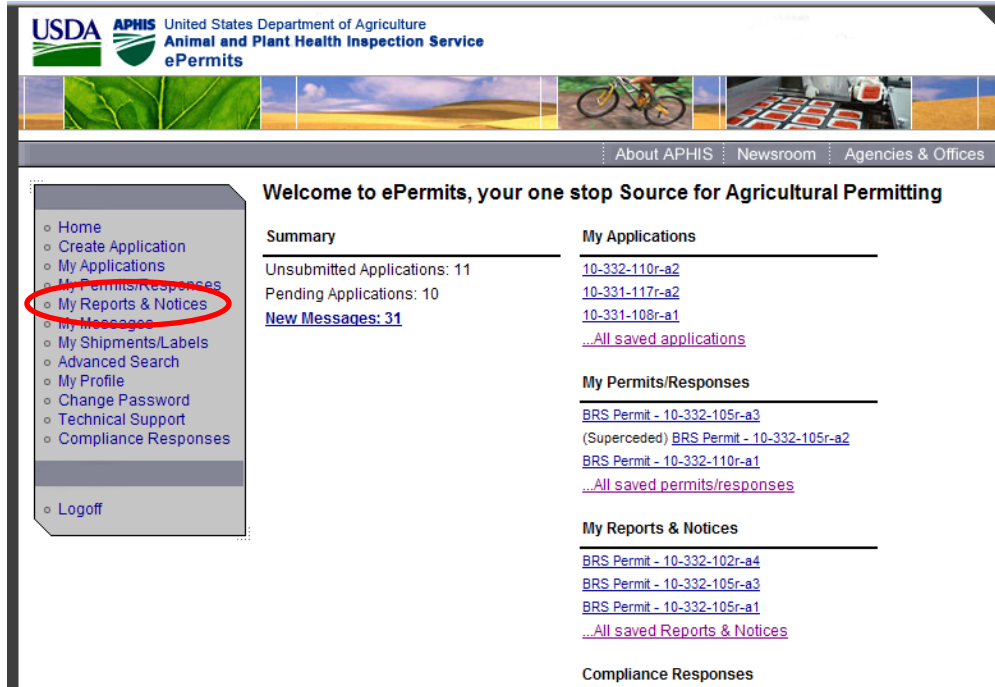 USDA APHIS United States Department of Agriculture
Animal and Plant Health Inspection Service
ePermits
About APHIS Newsroom Agencies & Offices
Home
Create Application
My Applications
My Permits/Responses
My Reports & Notices
My Messages
My Shipments/Labels
Advanced Search
My Profile
Change Password
Technical Support
Compliance Responses
Logoff
Welcome to ePermits, your one stop Source for Agricultural Permitting
Summary
Unsubmitted Applications: 11
Pending Applications: 10
New Messages: 31
My Applications
10-332-110r-a2
10-331-117r-a2
10-331-108r-a1
...All saved applications
My Permits/Responses
BRS Permit - 10-332-105r-a3
(Superceded) BRS Permit - 10-332-105r-a2
BRS Permit - 10-332-110r-a1
...All saved permits/responses
My Reports & Notices
BRS Permit - 10-332-102r-a4
BRS Permit - 10-332-105r-a3
BRS Permit - 10-332-105r-a1
...All saved Reports & Notices
Compliance Responses